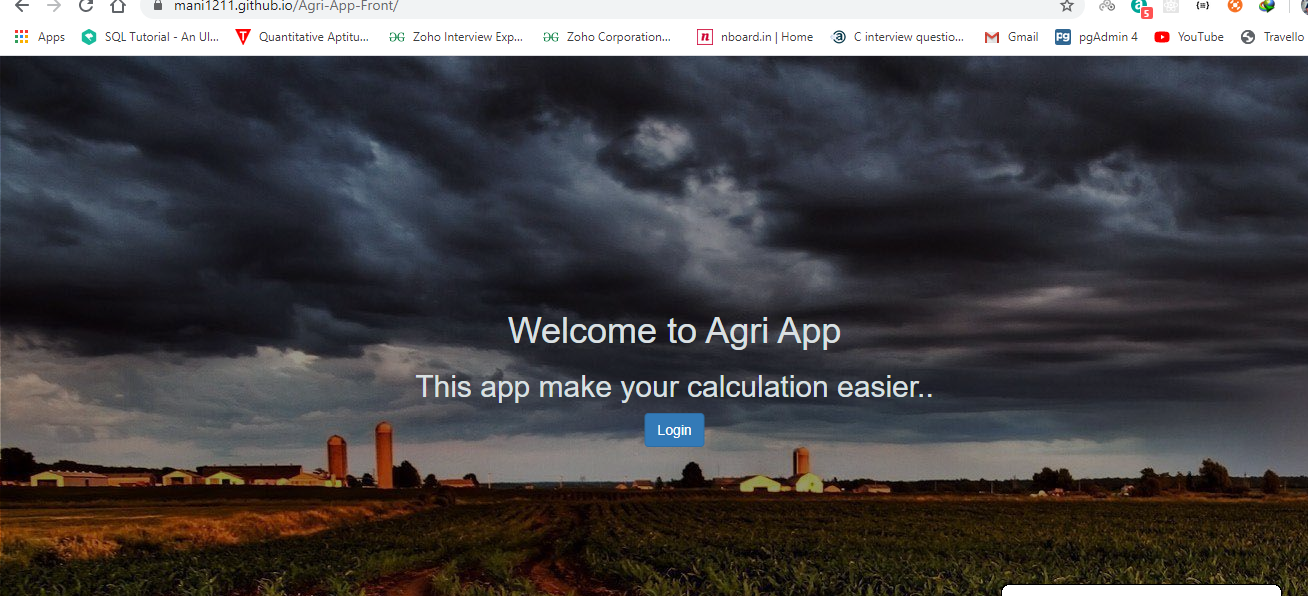 mani1211.github.io/Agri-App-Front/
5
Apps SQL Tutorial - An UI... Quantitative Aptitu... Zoho Interview Exp... Zoho Corporation... nboard.in | Home C interview questio... Gmail pgAdmin 4 YouTube Travello
Welcome to Agri App
This app make your calculation easier..
Login